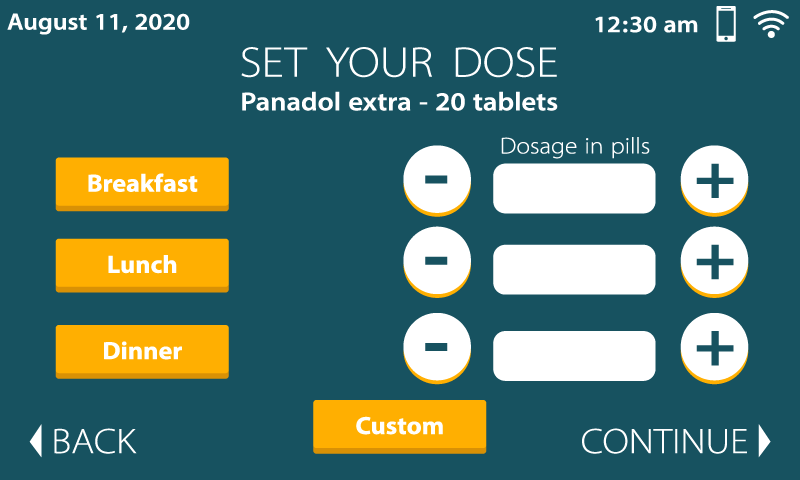 August 11, 2020
12:30 am
SET YOUR DOSE
Panadol extra - 20 tablets
Dosage in pills
Breakfast
-
+
Lunch
-
+
Dinner
-
+
Custom
BACK
CONTINUE